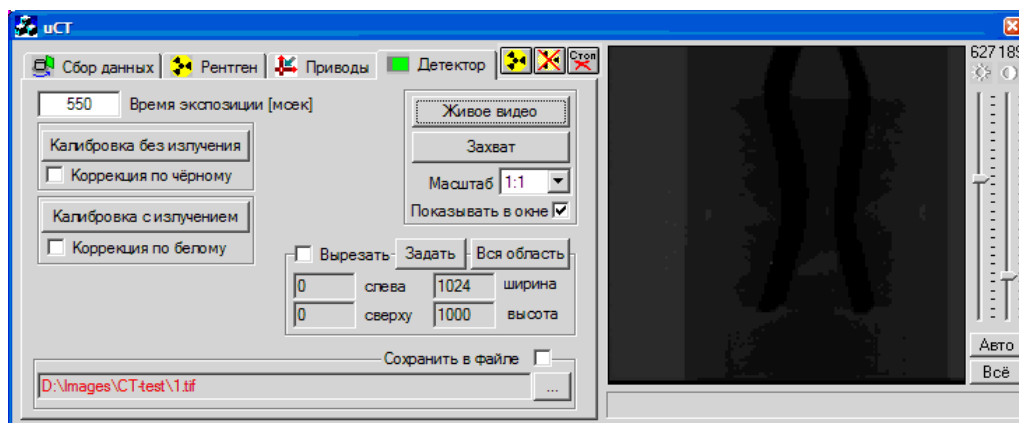 uCT
Сбор данных Рентген Приводы Детектор Стоп
627 189
550 Время экспозиции [мсек]
Живое видео
Калибровка без излучения
Захват
Коррекция по чёрному
Масштаб 1:1
Калибровка с излучением
Показывать в окне
Коррекция по белому
Вырезать Задать Вся область
0 слева 1024 ширина
0 сверху 1000 высота
Авто
Сохранить в файле
Всё
D:\Images\CT-test\1.tif ...